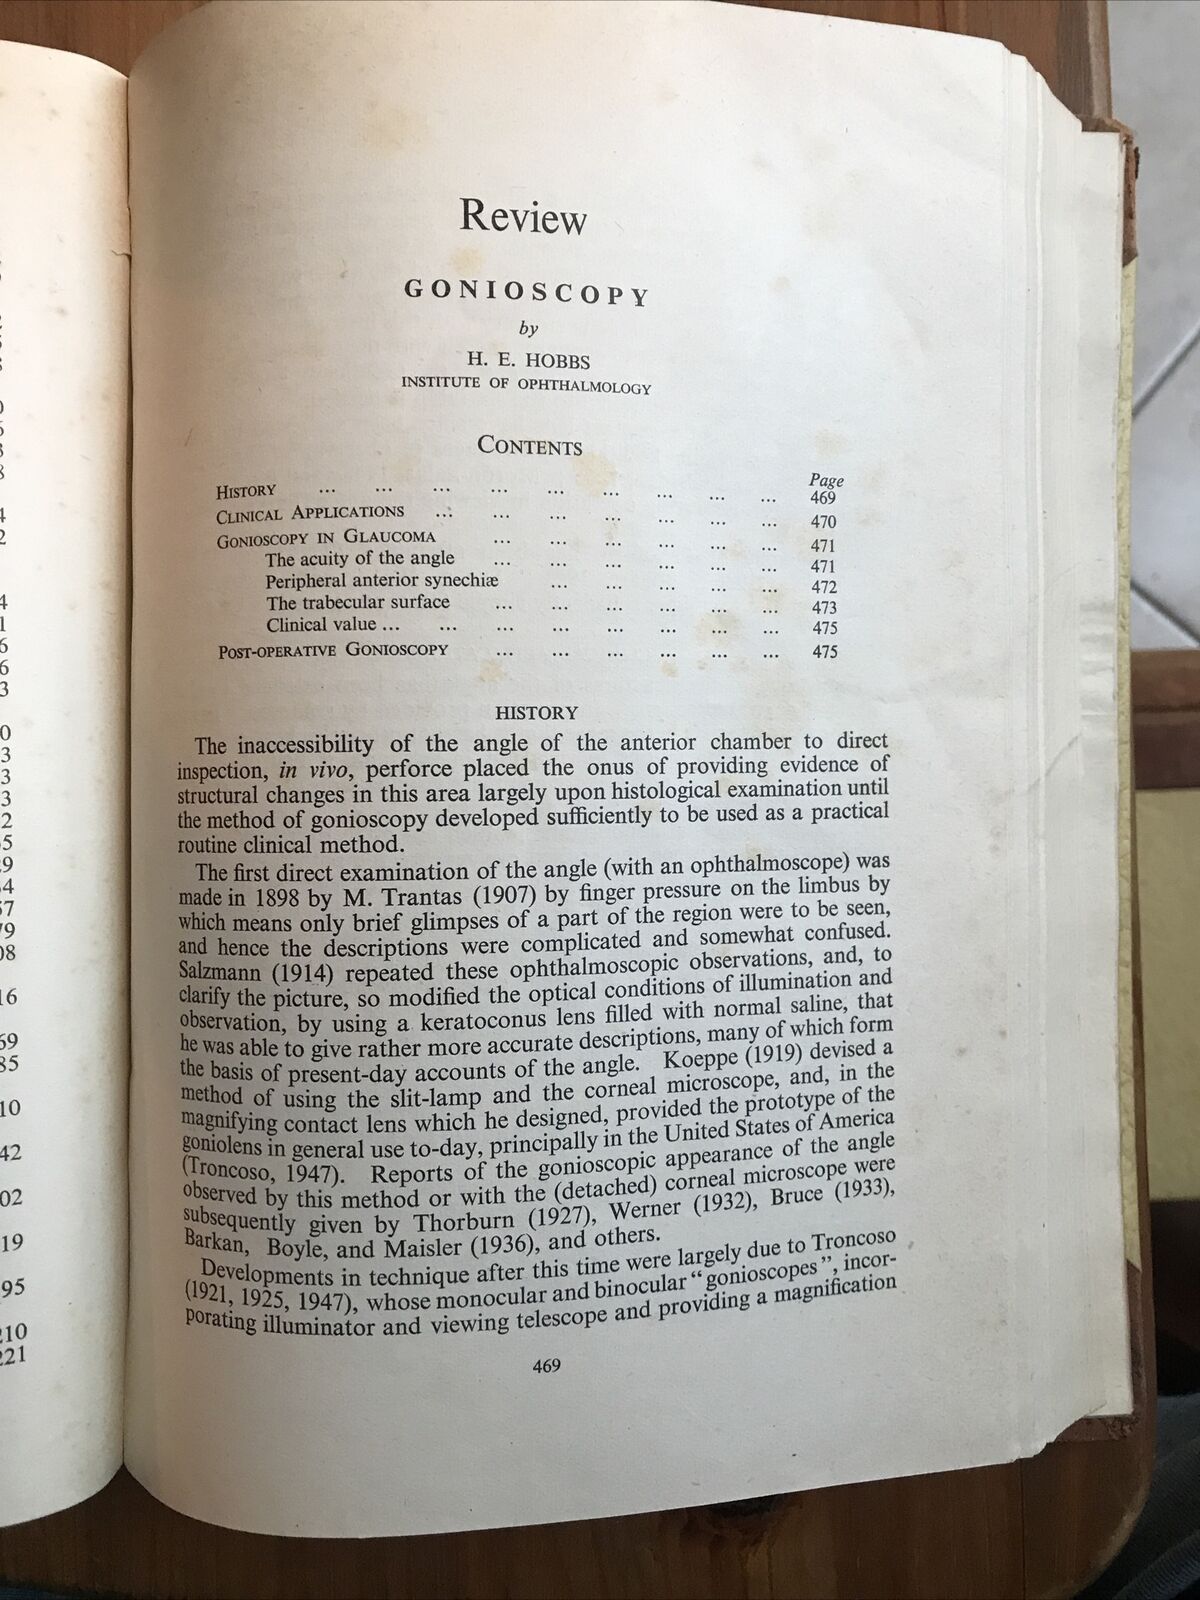 Review
GONIOSCOPY
by
H. E. HOBBS
INSTITUTE OF OPHTHALMOLOGY
CONTENTS
Page
HISTORY ... ... ... ... ... ... ... ... ... 469
CLINICAL APPLICATIONS ... ... ... ... ... ... ... 470
GONIOSCOPY IN GLAUCOMA ... ... ... ... ... ... 471
The acuity of the angle ... ... ... ... ... ... 471
Peripheral anterior synechiæ ... ... ... ... ... 472
The trabecular surface ... ... ... ... ... ... 473
Clinical value ... ... ... ... ... ... ... ... 475
POST-OPERATIVE GONIOSCOPY ... ... ... ... ... ... 475
HISTORY
The inaccessibility of the angle of the anterior chamber to direct
inspection, in vivo, perforce placed the onus of providing evidence of
structural changes in this area largely upon histological examination until
the method of gonioscopy developed sufficiently to be used as a practical
routine clinical method.
The first direct examination of the angle (with an ophthalmoscope) was
made in 1898 by M. Trantas (1907) by finger pressure on the limbus by
which means only brief glimpses of a part of the region were to be seen,
and hence the descriptions were complicated and somewhat confused.
Salzmann (1914) repeated these ophthalmoscopic observations, and, to
clarify the picture, so modified the optical conditions of illumination and
observation, by using a keratoconus lens filled with normal saline, that
he was able to give rather more accurate descriptions, many of which form
the basis of present-day accounts of the angle. Koeppe (1919) devised a
method of using the slit-lamp and the corneal microscope, and, in the
magnifying contact lens which he designed, provided the prototype of the
goniolens in general use to-day, principally in the United States of America
(Troncoso, 1947). Reports of the gonioscopic appearance of the angle
observed by this method or with the (detached) corneal microscope were
subsequently given by Thorburn (1927), Werner (1932), Bruce (1933),
Barkan, Boyle, and Maisler (1936), and others.
Developments in technique after this time were largely due to Troncoso
(1921, 1925, 1947), whose monocular and binocular "gonioscopes", incor-
porating illuminator and viewing telescope and providing a magnification
469